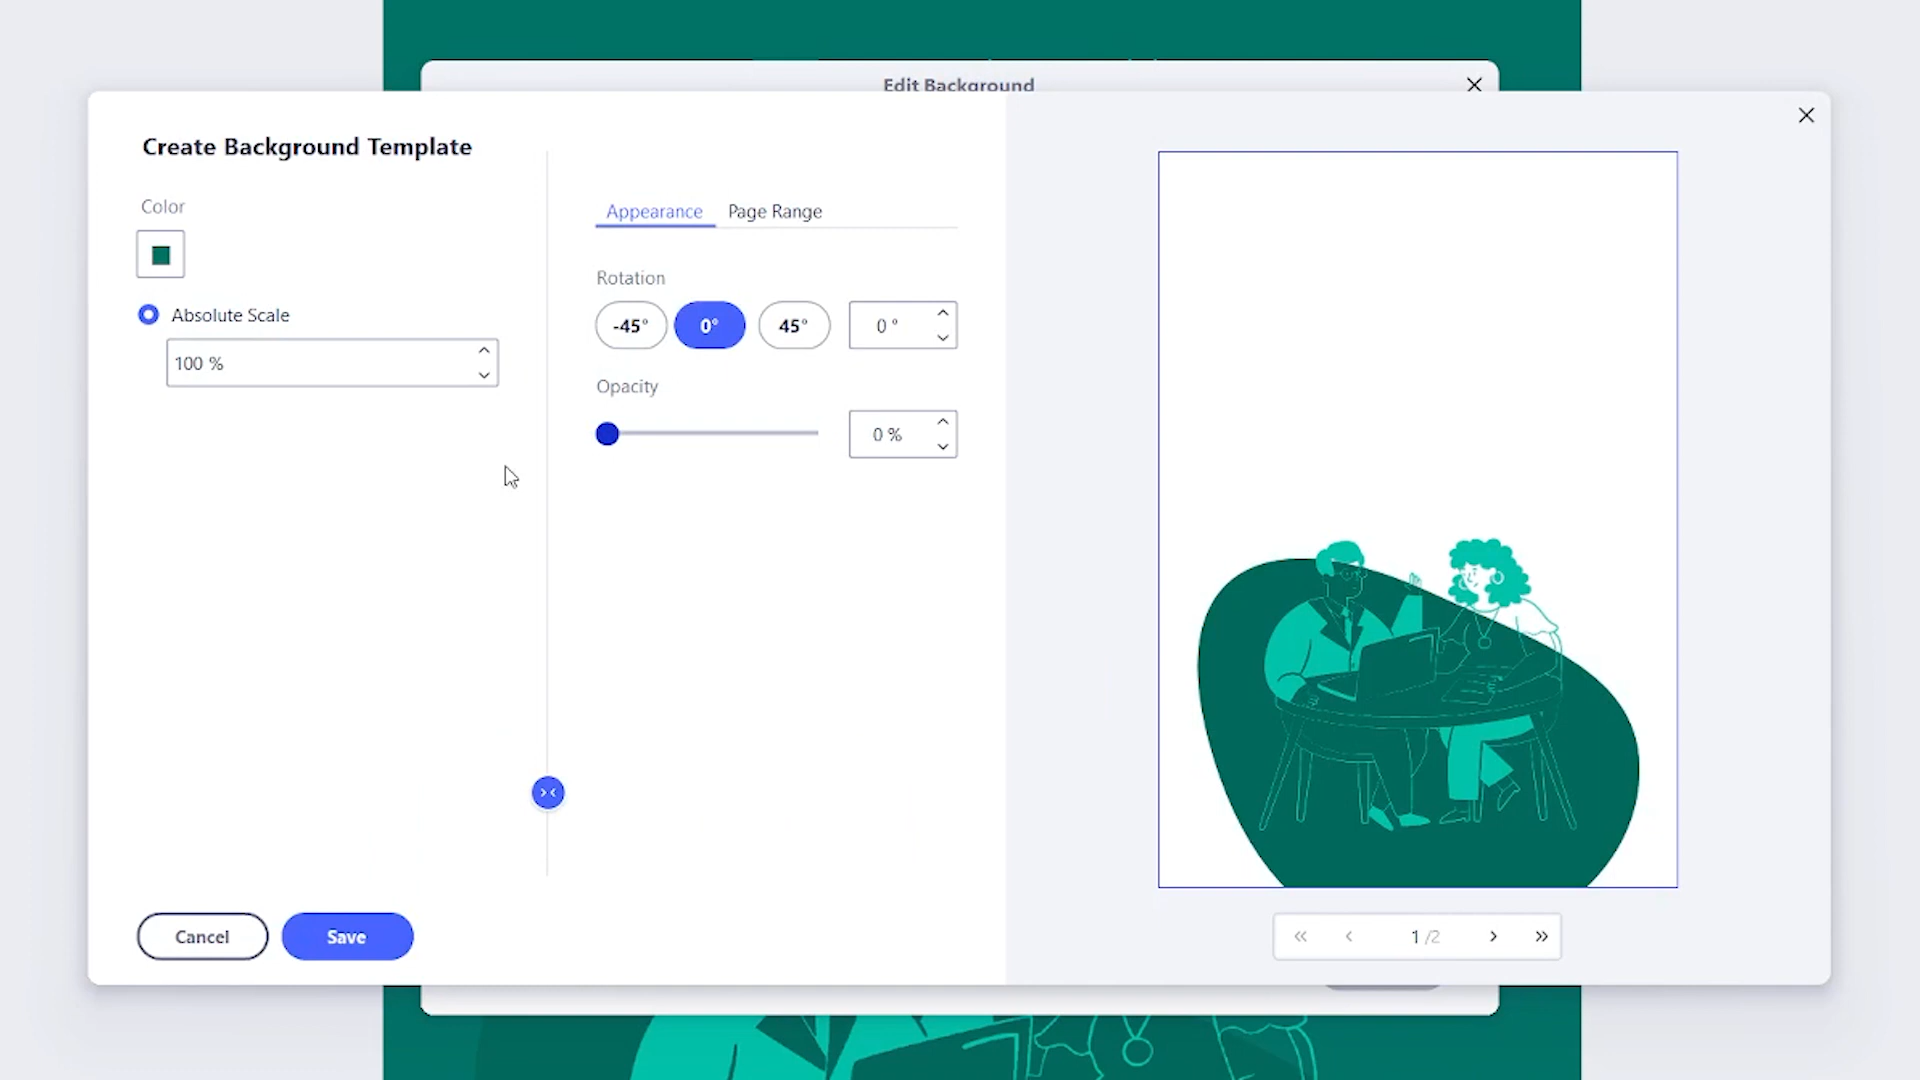 Edit Background
Create Background Template
Color
Absolute Scale
100 %
Appearance
Page Range
Rotation
-45°
0°
45°
0 °
Opacity
0 %
Cancel
Save
1 /2